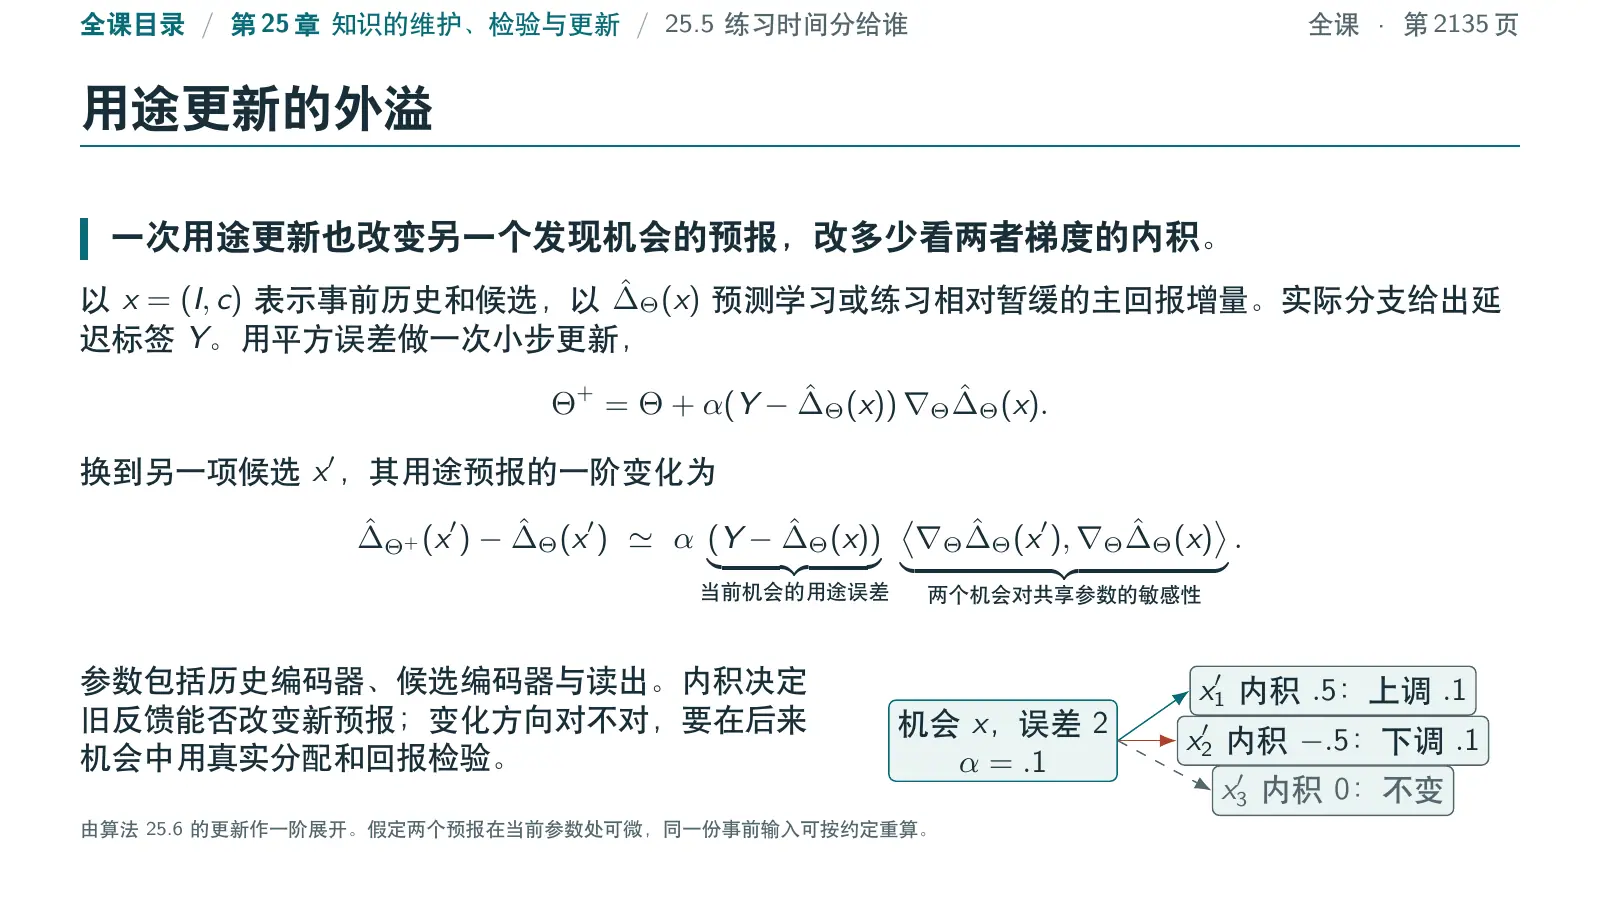 全课目录 / 第 25 章 知识的维护、检验与更新 / 25.5 练习时间分给谁
全课 · 第 2135 页
用途更新的外溢
一次用途更新也改变另一个发现机会的预报，改多少看两者梯度的内积。
以 x = (I, c) 表示事前历史和候选，以 Δ̂_Θ(x) 预测学习或练习相对暂缓的主回报增量。实际分支给出延
迟标签 Y。用平方误差做一次小步更新，
Θ⁺ = Θ + α(Y − Δ̂_Θ(x)) ∇_Θ Δ̂_Θ(x).
换到另一项候选 x′，其用途预报的一阶变化为
Δ̂_Θ⁺(x′) − Δ̂_Θ(x′) ≃ α (Y − Δ̂_Θ(x)) ⟨∇_Θ Δ̂_Θ(x′), ∇_Θ Δ̂_Θ(x)⟩ .
当前机会的用途误差
两个机会对共享参数的敏感性
参数包括历史编码器、候选编码器与读出。内积决定
旧反馈能否改变新预报；变化方向对不对，要在后来
机会中用真实分配和回报检验。
机会 x，误差 2
α = .1
x′₁ 内积 .5：上调 .1
x′₂ 内积 −.5：下调 .1
x′₃ 内积 0：不变
由算法 25.6 的更新作一阶展开。假定两个预报在当前参数处可微，同一份事前输入可按约定重算。